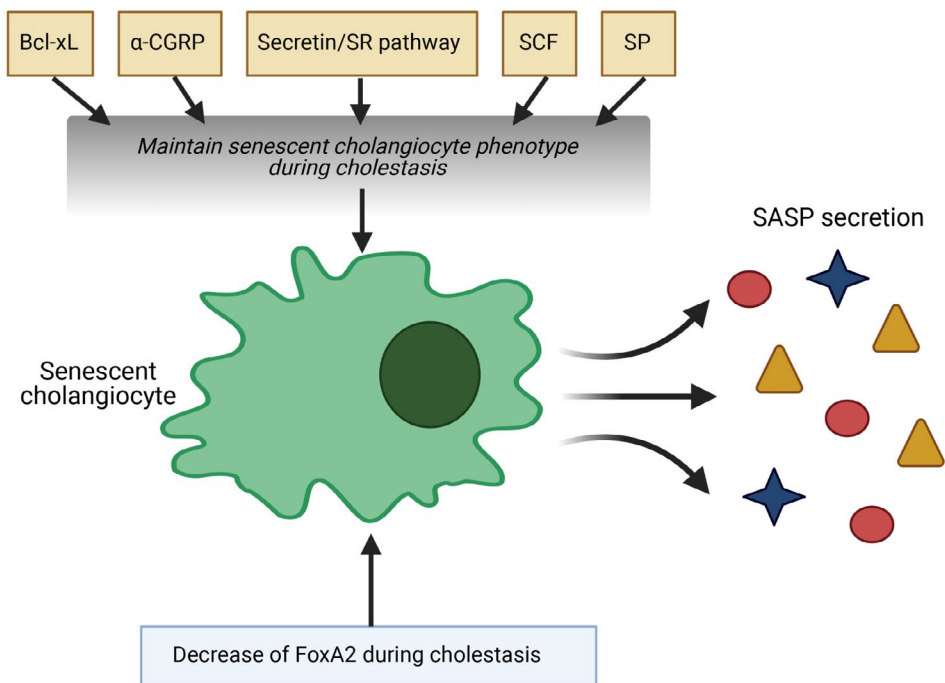 Bcl-xL
α-CGRP
Secretin/SR pathway
SCF
SP
Maintain senescent cholangiocyte phenotype
during cholestasis
SASP secretion
Senescent
cholangiocyte
Decrease of FoxA2 during cholestasis